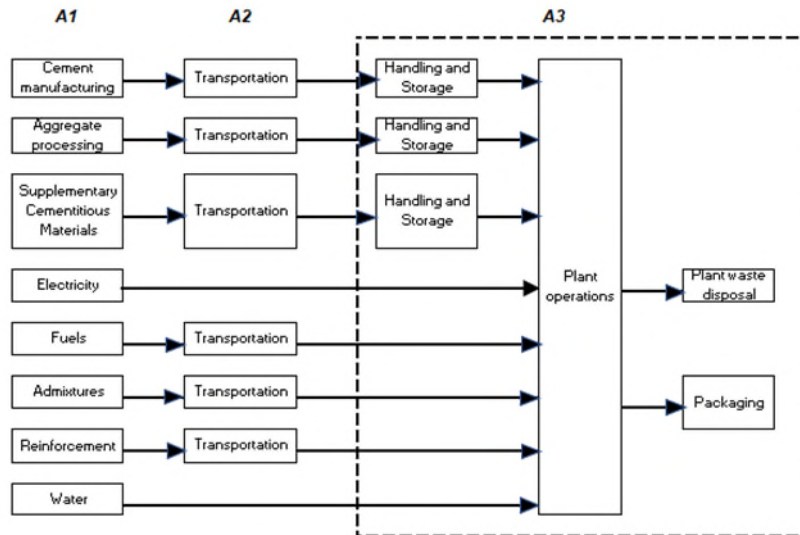 A1 A2 A3
Cement
manufacturing
Transportation
Handling and
Storage
Aggregate
processing
Transportation
Handling and
Storage
Supplementary
Cementitious
Materials
Transportation
Handling and
Storage
Electricity
Plant
operations
Plant waste
disposal
Fuels
Transportation
Admixtures
Transportation
Packaging
Reinforcement
Transportation
Water